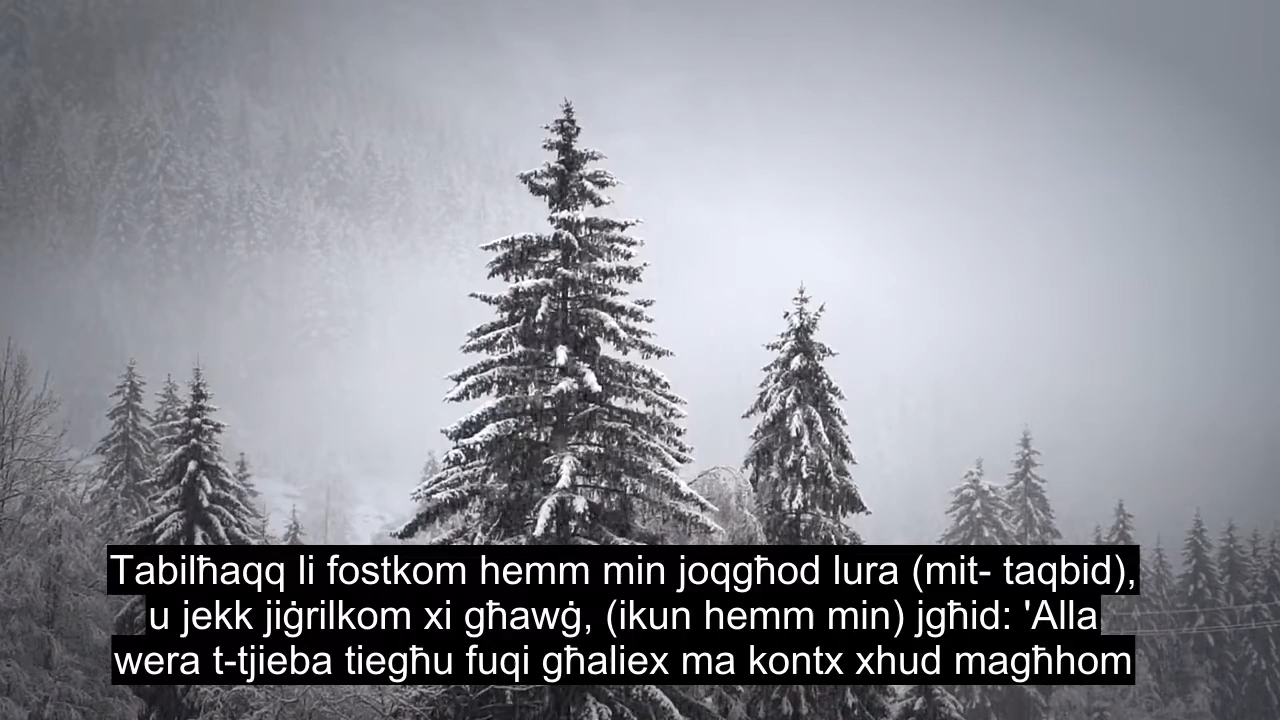 Tabilħaqq li fostkom hemm min joqgħod lura (mit- taqbid),
u jekk jiġrilkom xi għawġ, (ikun hemm min) jgħid: 'Alla
wera t-tjieba tiegħu fuqi għaliex ma kontx xhud magħhom